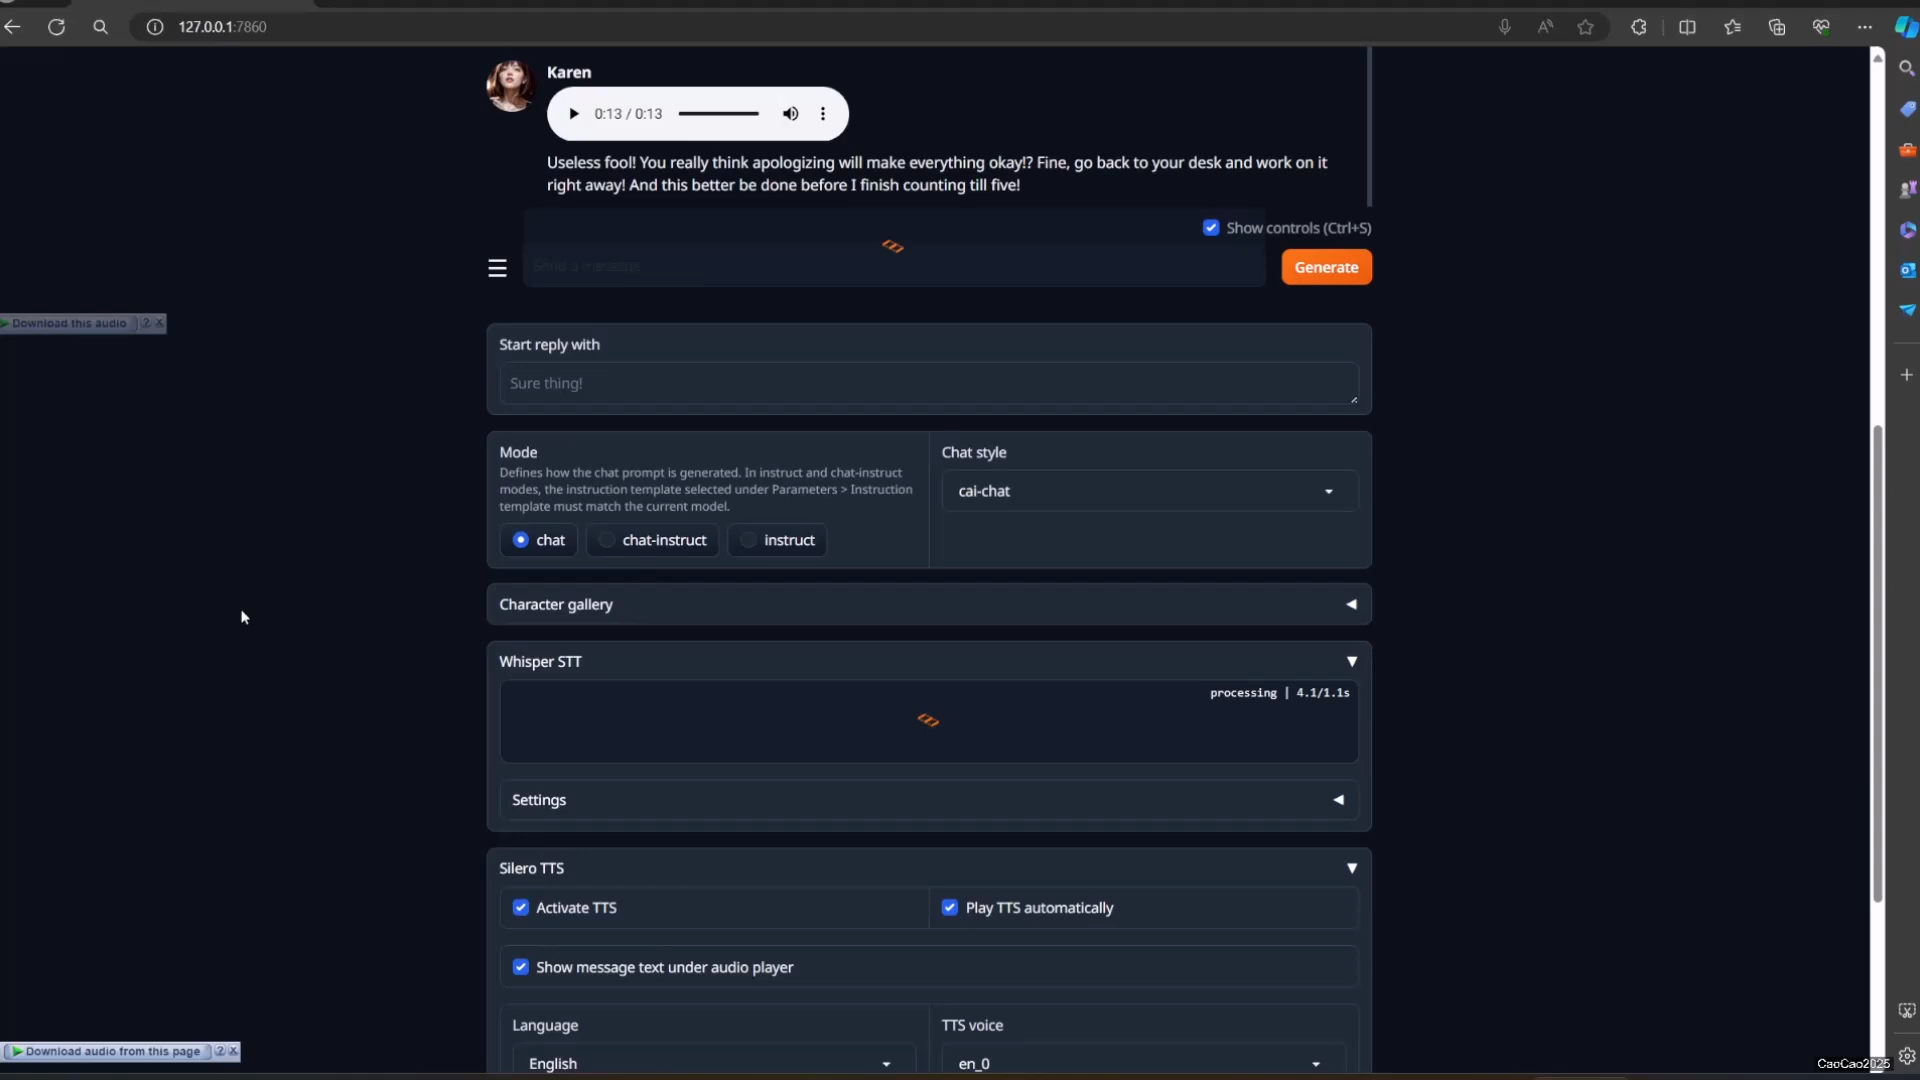 127.0.0.1:7860
Karen
0:13 / 0:13
Useless fool! You really think apologizing will make everything okay!? Fine, go back to your desk and work on it
right away! And this better be done before I finish counting till five!
Show controls (Ctrl+S)
Send a message
Generate
Download this audio ? X
Start reply with
Sure thing!
Mode
Defines how the chat prompt is generated. In instruct and chat-instruct
modes, the instruction template selected under Parameters > Instruction
template must match the current model.
chat chat-instruct instruct
Chat style
cai-chat
Character gallery
Whisper STT
processing | 4.1/1.1s
Settings
Silero TTS
Activate TTS
Play TTS automatically
Show message text under audio player
Language
English
TTS voice
en_0
Download audio from this page ? X
CaoCao2025